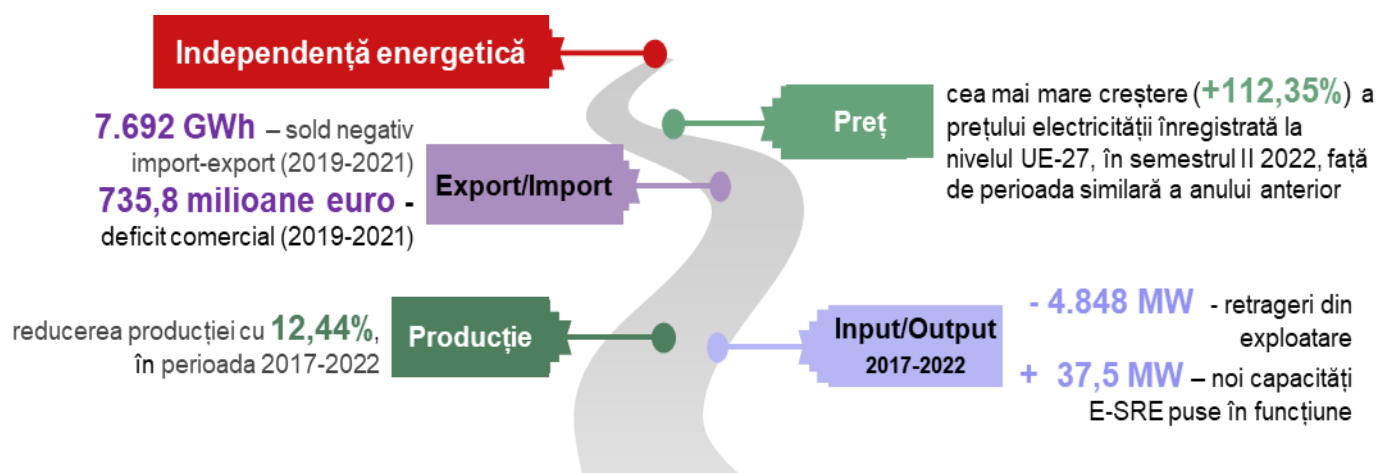 Independență energetică
7.692 GWh – sold negativ
import-export (2019-2021)
735,8 milioane euro -
deficit comercial (2019-2021)
Export/Import
Preț
cea mai mare creștere (+112,35%) a
prețului electricității înregistrată la
nivelul UE-27, în semestrul II 2022, față
de perioada similară a anului anterior
reducerea producției cu 12,44%,
în perioada 2017-2022
Producție
Input/Output
2017-2022
- 4.848 MW - retrageri din
exploatare
+ 37,5 MW – noi capacități
E-SRE puse în funcțiune